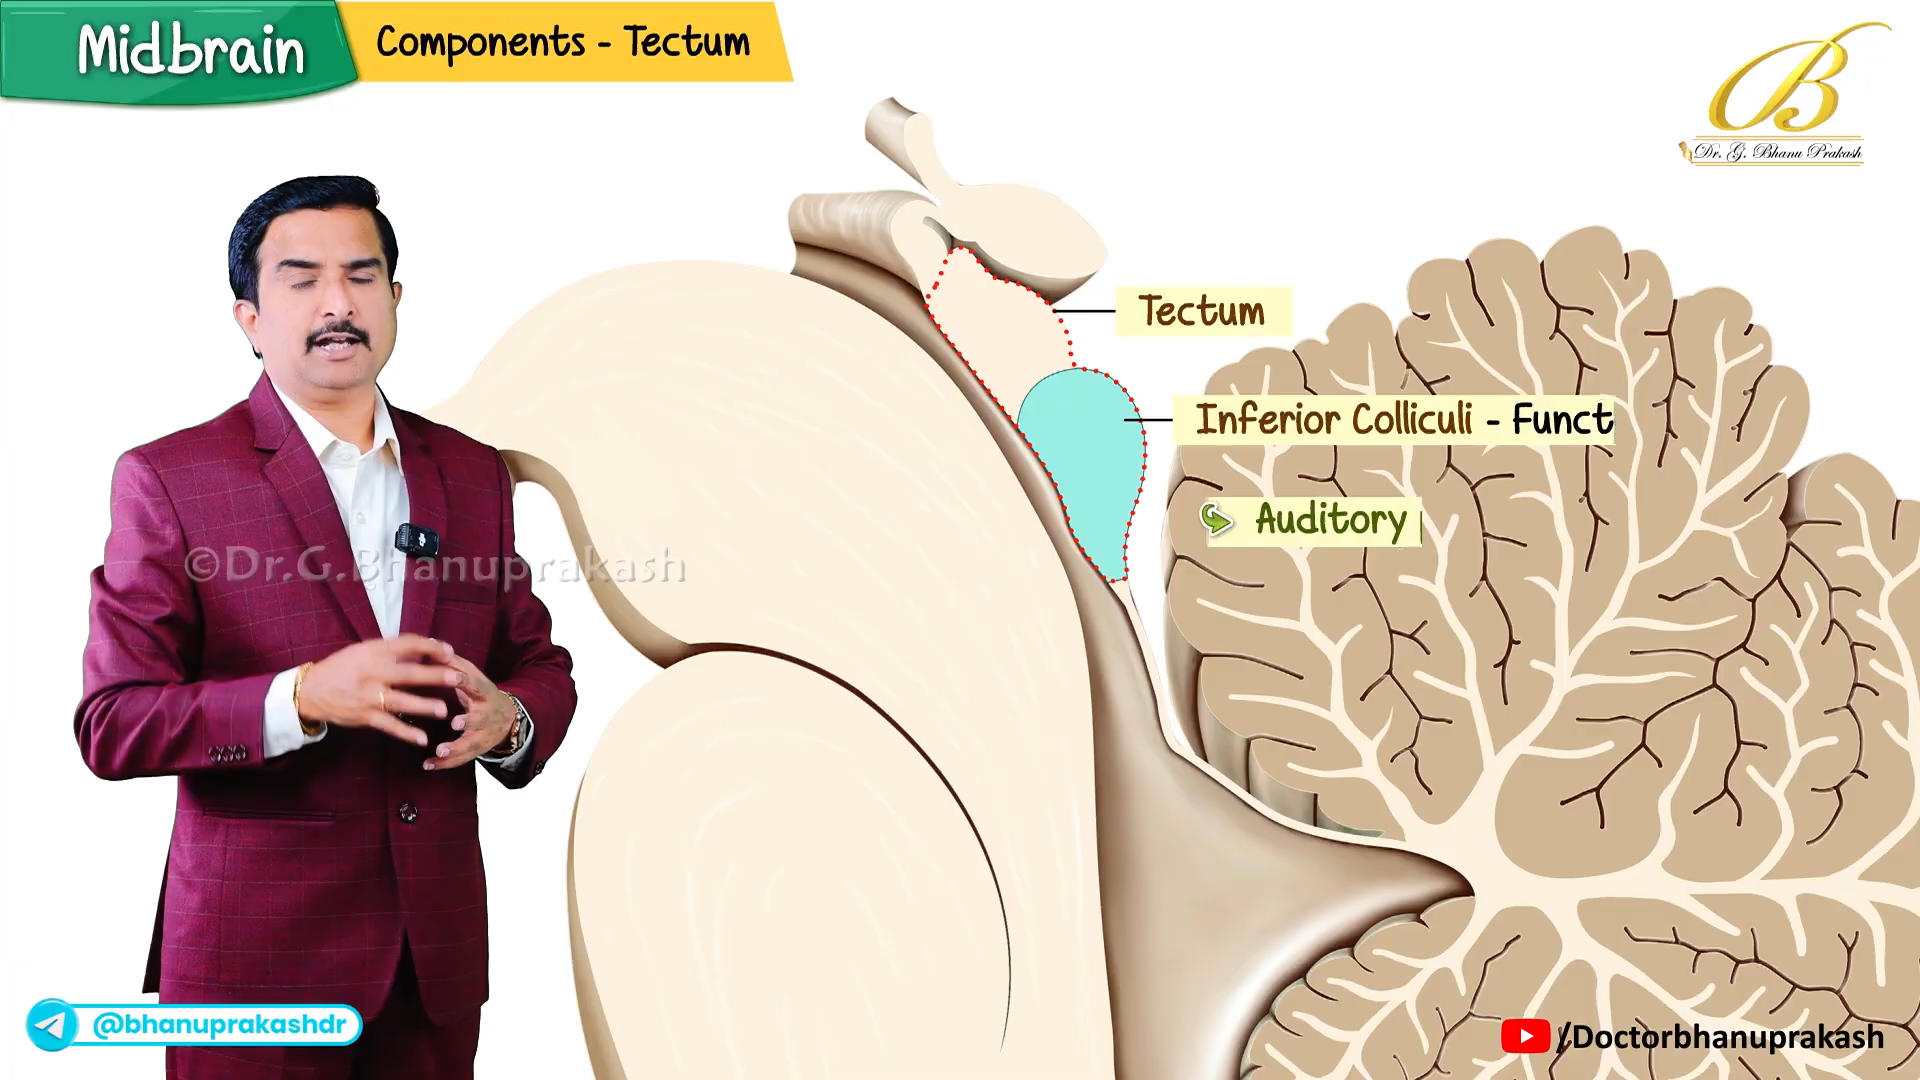 Midbrain
Components - Tectum
B
Dr. G. Bhanu Prakash
Tectum
Inferior Colliculi - Funct
Auditory
©Dr.G.Bhanuprakash
@bhanuprakashdr
/Doctorbhanuprakash